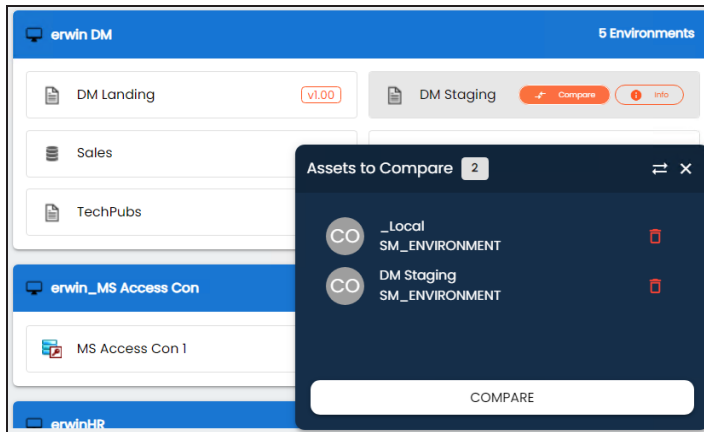 erwin DM
5 Environments
DM Landing
v1.00
DM Staging
Compare
Info
Sales
TechPubs
Assets to Compare 2
CO
_Local
SM_ENVIRONMENT
CO
DM Staging
SM_ENVIRONMENT
COMPARE
erwin_MS Access Con
MS Access Con 1
erwinHR